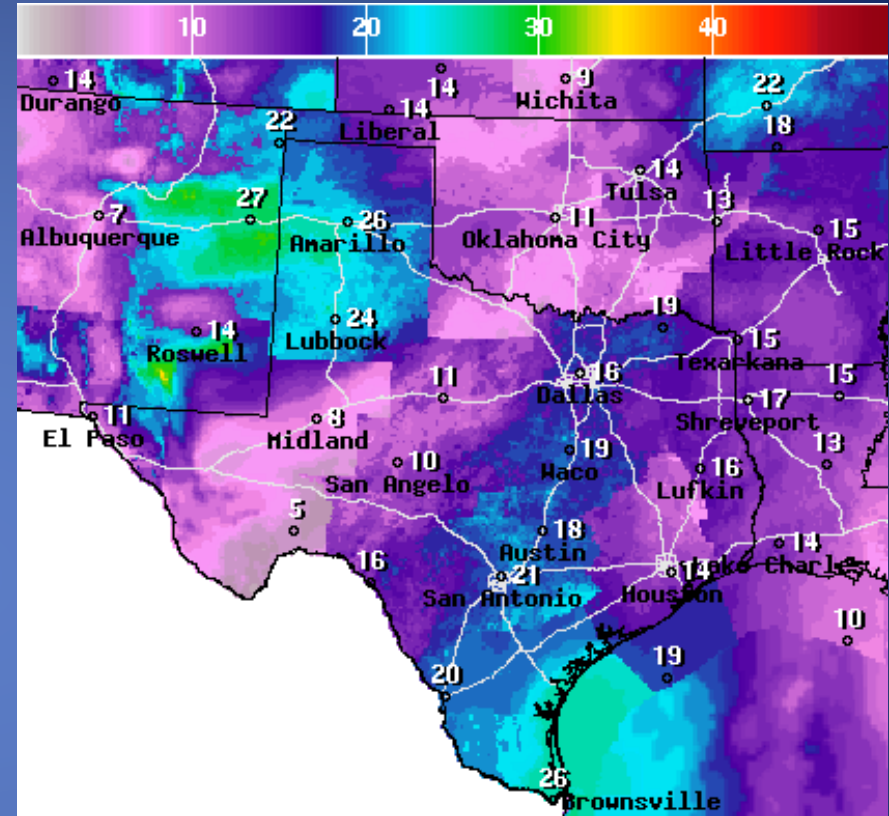 10 20 30 40
14 14 9 22
Durango Wichita
14
Liberal
22 18
14
Tulsa
7 27 26 11 13 15
Albuquerque Amarillo Oklahoma City Little Rock
14 24 19
Roswell Lubbock
15
Texarkana
16
Dallas
11 8 11 17 15
El Paso Midland Shreveport
10 19 16 13
San Angelo Waco Lufkin
5 18 14
Austin
16 21 14 Lake Charles
San Antonio Houston
10
20 19
26
Brownsville